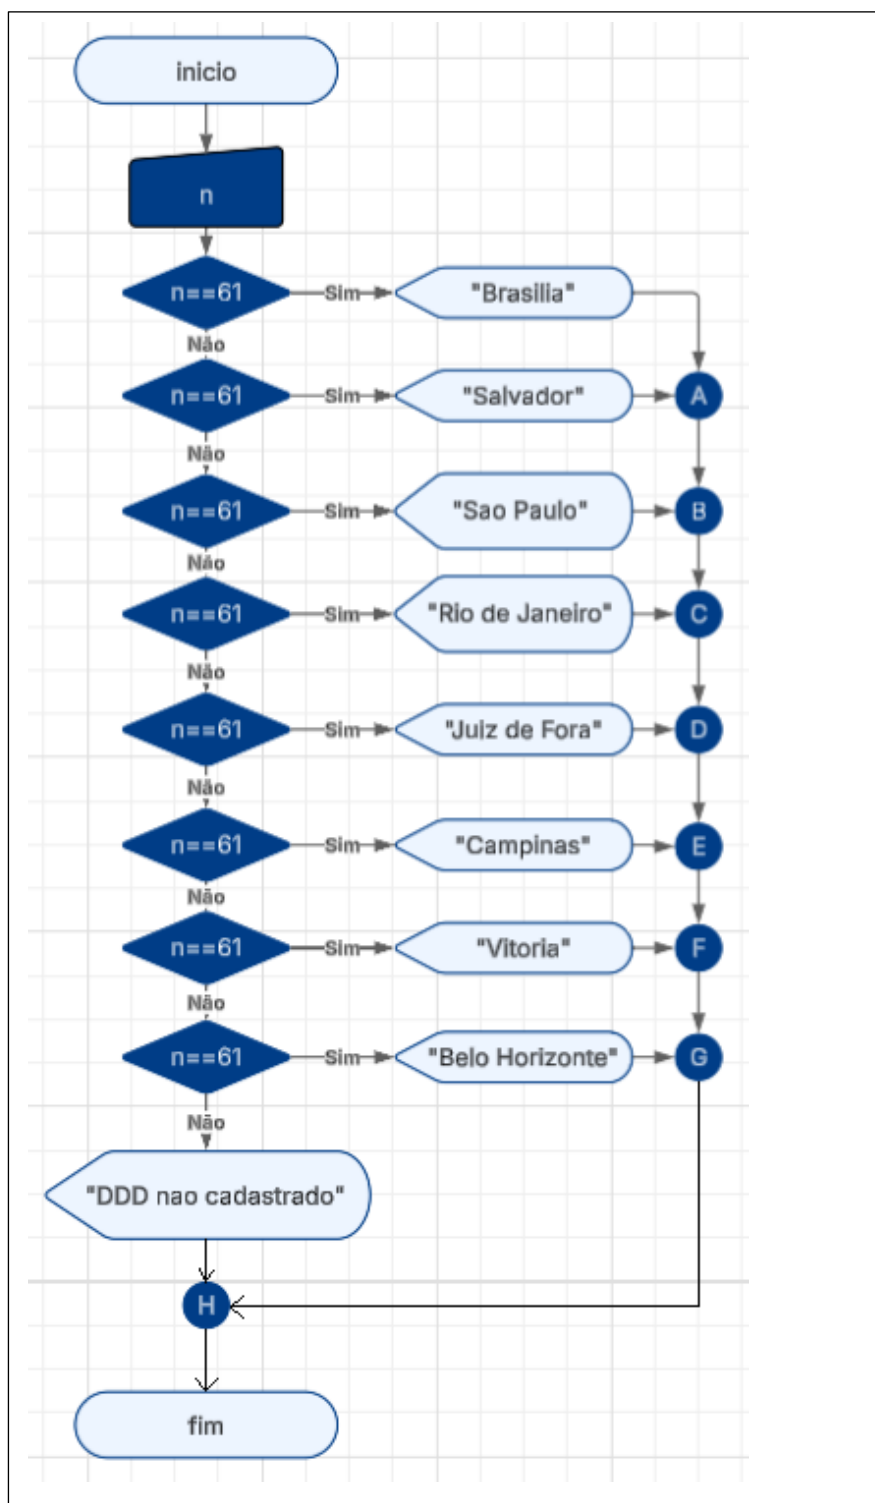 inicio
n
n==61
Sim
"Brasilia"
Não
n==61
Sim
"Salvador"
A
Não
n==61
Sim
"Sao Paulo"
B
Não
n==61
Sim
"Rio de Janeiro"
C
Não
n==61
Sim
"Juiz de Fora"
D
Não
n==61
Sim
"Campinas"
E
Não
n==61
Sim
"Vitoria"
F
Não
n==61
Sim
"Belo Horizonte"
G
Não
"DDD nao cadastrado"
H
fim